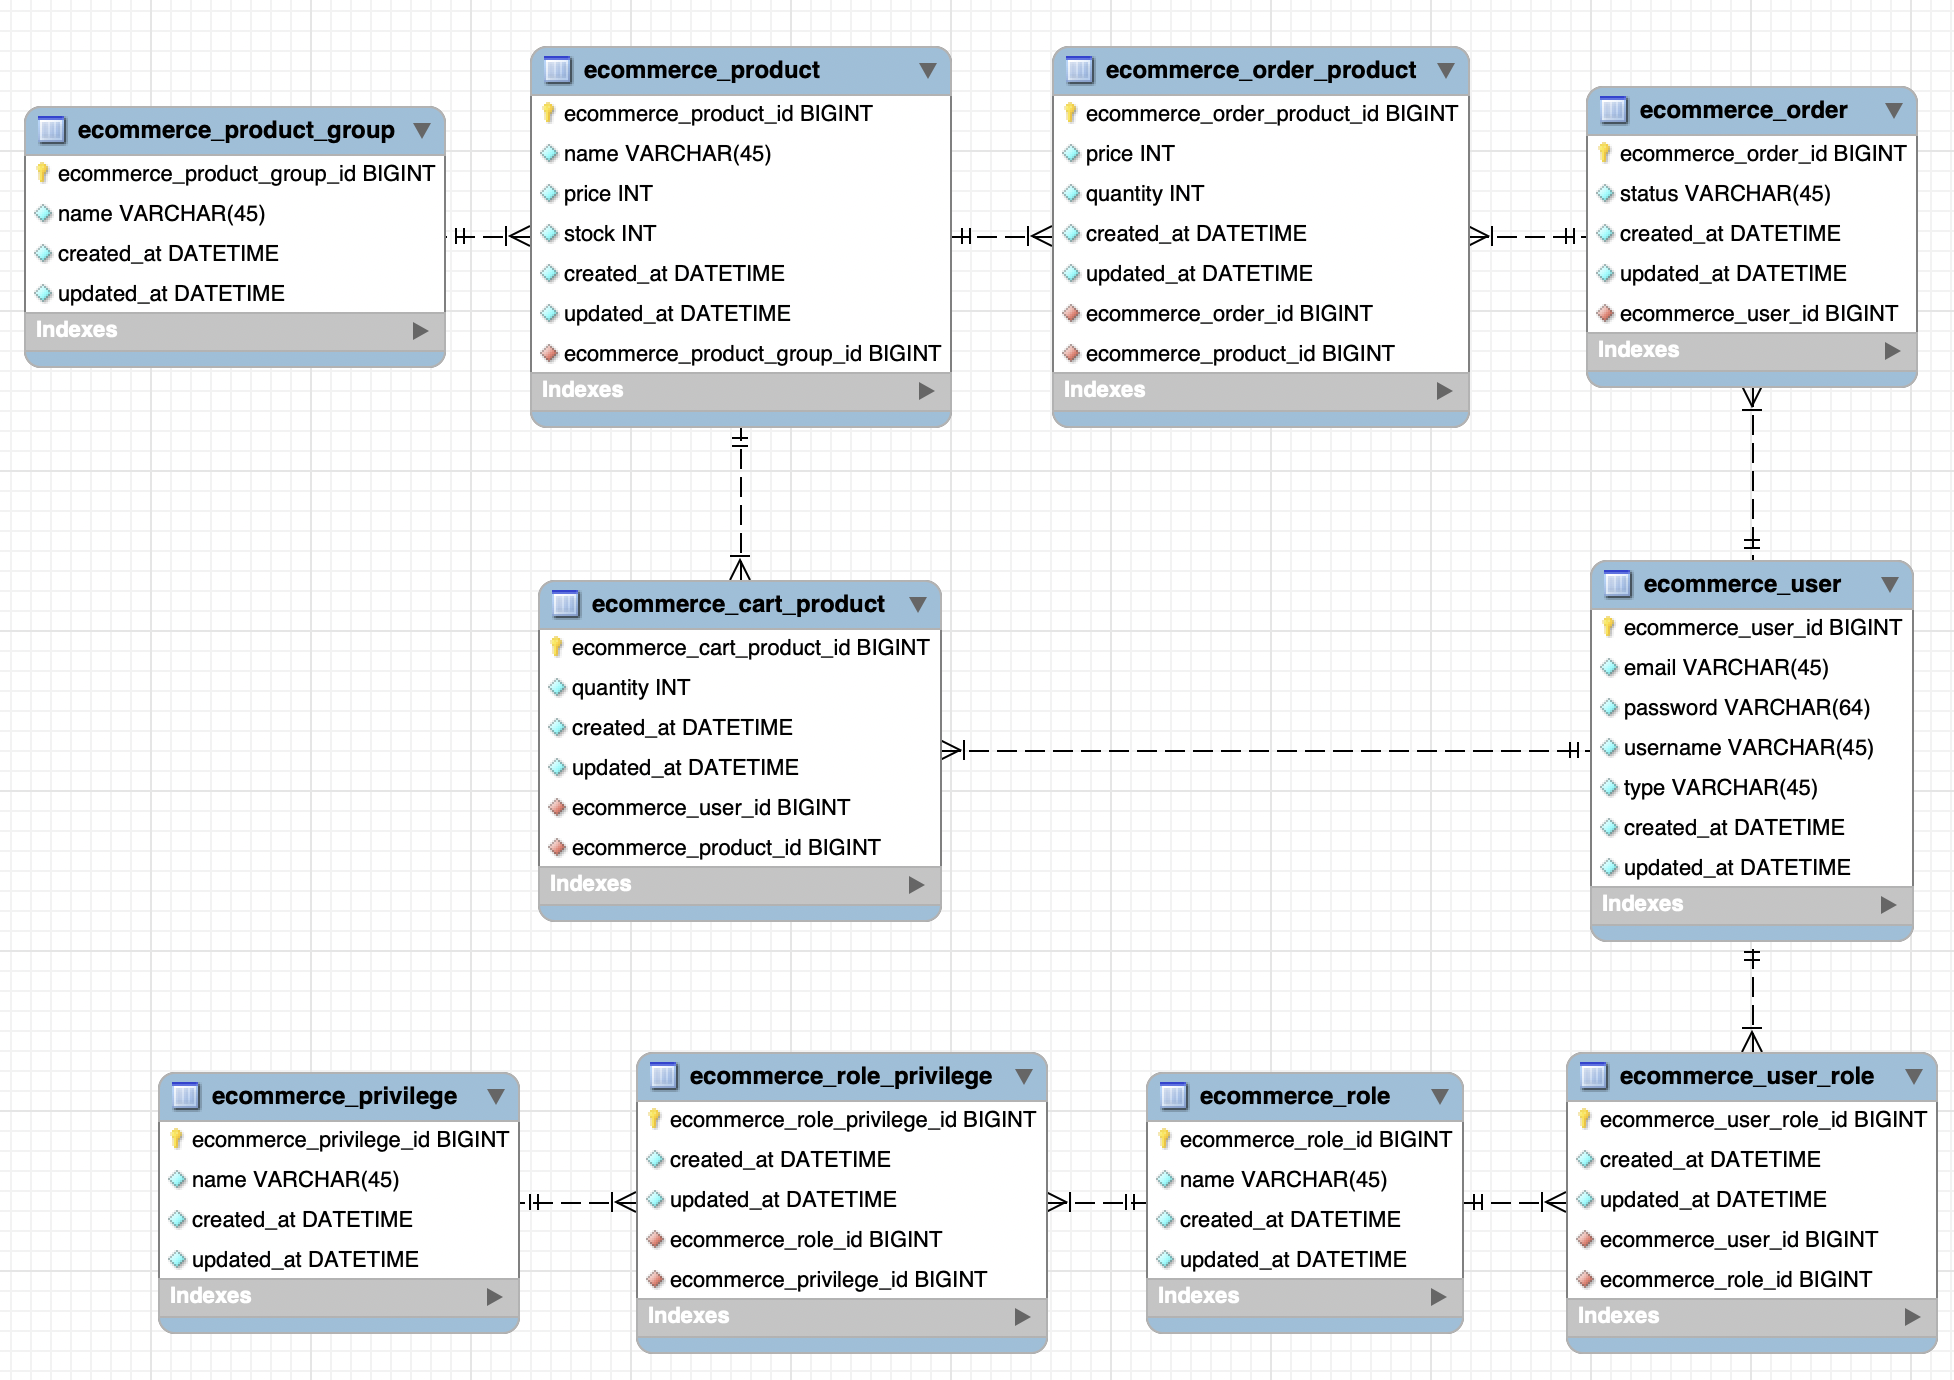 ecommerce_product_group
ecommerce_product_group_id BIGINT
name VARCHAR(45)
created_at DATETIME
updated_at DATETIME
Indexes
ecommerce_product
ecommerce_product_id BIGINT
name VARCHAR(45)
price INT
stock INT
created_at DATETIME
updated_at DATETIME
ecommerce_product_group_id BIGINT
Indexes
ecommerce_order_product
ecommerce_order_product_id BIGINT
price INT
quantity INT
created_at DATETIME
updated_at DATETIME
ecommerce_order_id BIGINT
ecommerce_product_id BIGINT
Indexes
ecommerce_order
ecommerce_order_id BIGINT
status VARCHAR(45)
created_at DATETIME
updated_at DATETIME
ecommerce_user_id BIGINT
Indexes
ecommerce_cart_product
ecommerce_cart_product_id BIGINT
quantity INT
created_at DATETIME
updated_at DATETIME
ecommerce_user_id BIGINT
ecommerce_product_id BIGINT
Indexes
ecommerce_user
ecommerce_user_id BIGINT
email VARCHAR(45)
password VARCHAR(64)
username VARCHAR(45)
type VARCHAR(45)
created_at DATETIME
updated_at DATETIME
Indexes
ecommerce_privilege
ecommerce_privilege_id BIGINT
name VARCHAR(45)
created_at DATETIME
updated_at DATETIME
Indexes
ecommerce_role_privilege
ecommerce_role_privilege_id BIGINT
created_at DATETIME
updated_at DATETIME
ecommerce_role_id BIGINT
ecommerce_privilege_id BIGINT
Indexes
ecommerce_role
ecommerce_role_id BIGINT
name VARCHAR(45)
created_at DATETIME
updated_at DATETIME
Indexes
ecommerce_user_role
ecommerce_user_role_id BIGINT
created_at DATETIME
updated_at DATETIME
ecommerce_user_id BIGINT
ecommerce_role_id BIGINT
Indexes